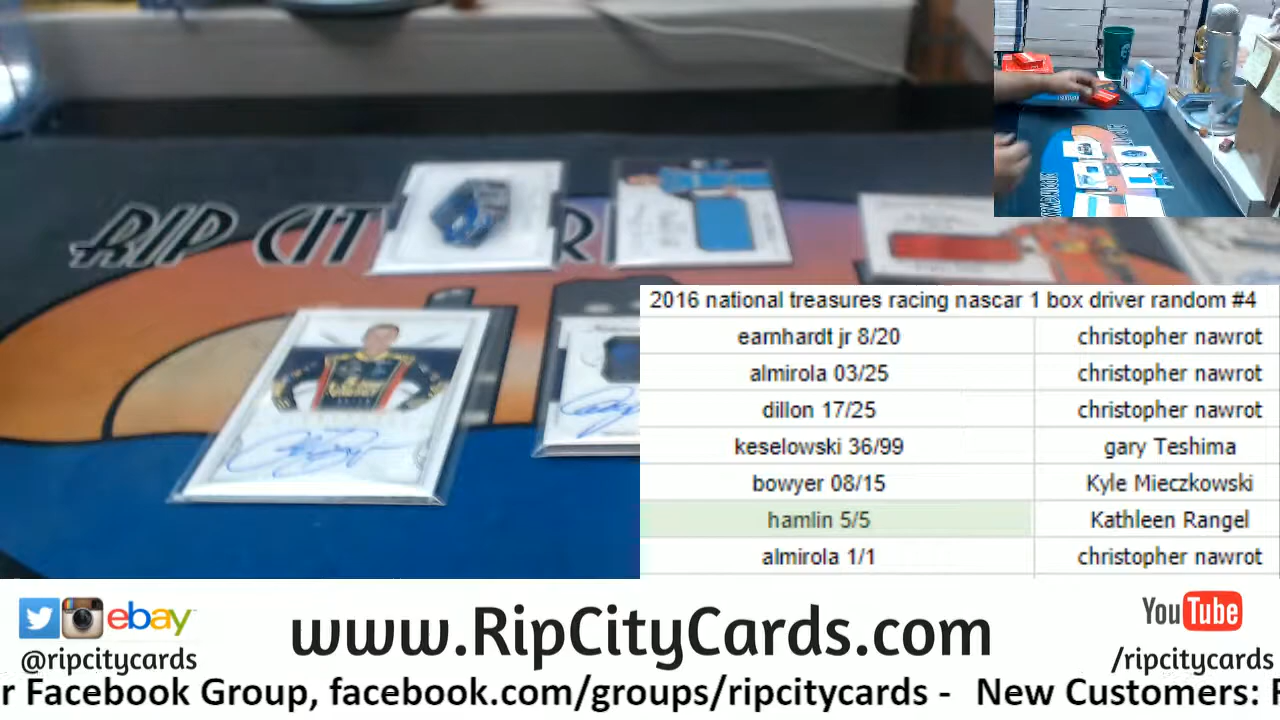 RIP CIT
R
2016 national treasures racing nascar 1 box driver random #4
earnhardt jr 8/20 christopher nawrot
almirola 03/25 christopher nawrot
dillon 17/25 christopher nawrot
keselowski 36/99 gary Teshima
bowyer 08/15 Kyle Mieczkowski
hamlin 5/5 Kathleen Rangel
almirola 1/1 christopher nawrot
ebay
@ripcitycards
www.RipCityCards.com
YouTube
/ripcitycards
r Facebook Group, facebook.com/groups/ripcitycards - New Customers: